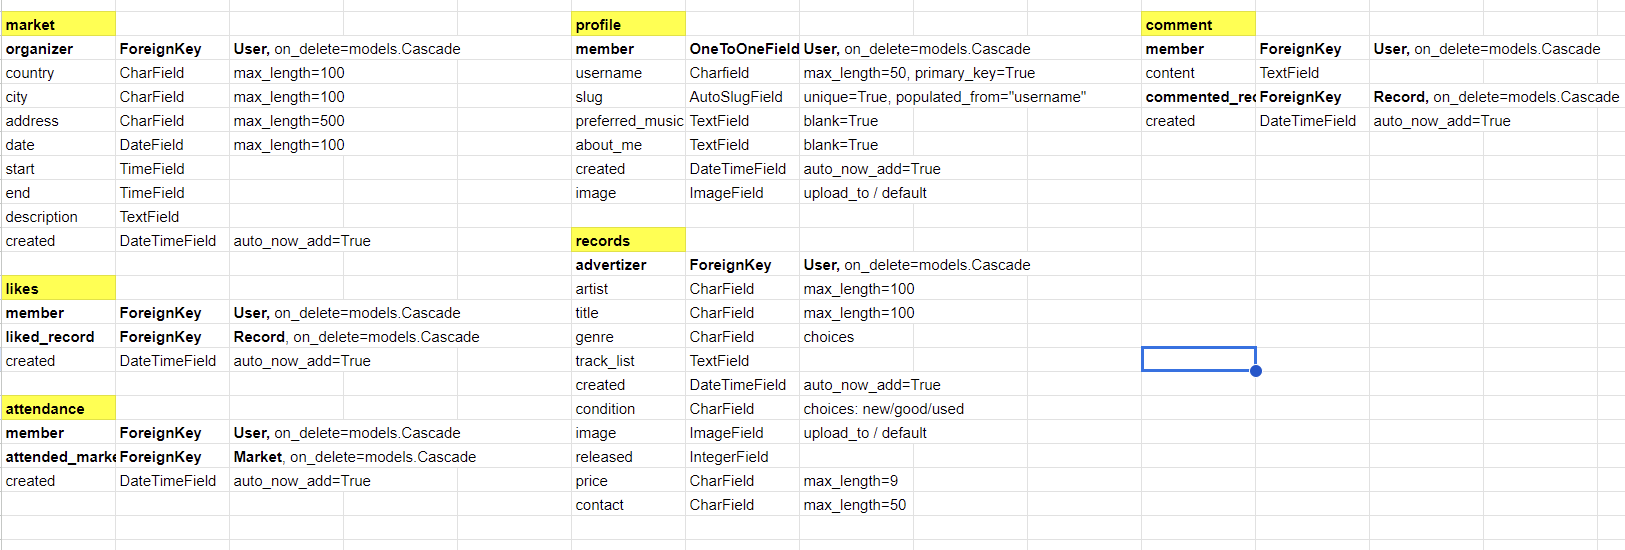 market
organizer ForeignKey User, on_delete=models.Cascade
country CharField max_length=100
city CharField max_length=100
address CharField max_length=500
date DateField max_length=100
start TimeField
end TimeField
description TextField
created DateTimeField auto_now_add=True
likes
member ForeignKey User, on_delete=models.Cascade
liked_record ForeignKey Record, on_delete=models.Cascade
created DateTimeField auto_now_add=True
attendance
member ForeignKey User, on_delete=models.Cascade
attended_marke ForeignKey Market, on_delete=models.Cascade
created DateTimeField auto_now_add=True
profile
member OneToOneField User, on_delete=models.Cascade
username Charfield max_length=50, primary_key=True
slug AutoSlugField unique=True, populated_from="username"
preferred_music TextField blank=True
about_me TextField blank=True
created DateTimeField auto_now_add=True
image ImageField upload_to / default
records
advertizer ForeignKey User, on_delete=models.Cascade
artist CharField max_length=100
title CharField max_length=100
genre CharField choices
track_list TextField
created DateTimeField auto_now_add=True
condition CharField choices: new/good/used
image ImageField upload_to / default
released IntegerField
price CharField max_length=9
contact CharField max_length=50
comment
member ForeignKey User, on_delete=models.Cascade
content TextField
commented_rec ForeignKey Record, on_delete=models.Cascade
created DateTimeField auto_now_add=True